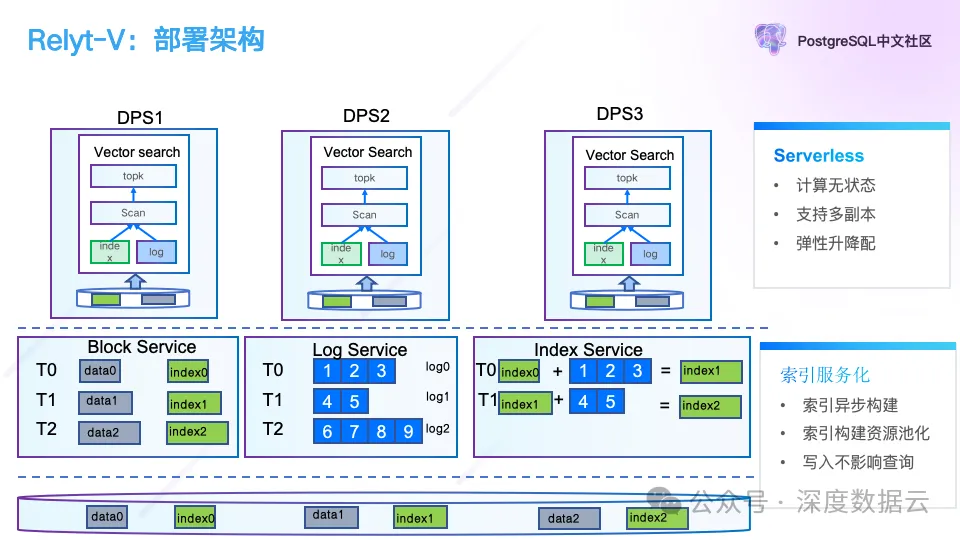 Relyt-V：部署架构
PostgreSQL中文社区
DPS1
DPS2
DPS3
Vector search
topk
Scan
inde
x
log
Vector Search
topk
Scan
inde
x
log
Vector Search
topk
Scan
inde
x
log
Serverless
• 计算无状态
• 支持多副本
• 弹性升降配
Block Service
T0 data0 index0
T1 data1 index1
T2 data2 index2
Log Service
T0 1 2 3 log0
T1 4 5 log1
T2 6 7 8 9 log2
Index Service
T0 index0 + 1 2 3 = index1
T1 index1 + 4 5 = index2
索引服务化
• 索引异步构建
• 索引构建资源池化
• 写入不影响查询
data0 index0 data1 index1 data2 index2
公众号·深度数据云